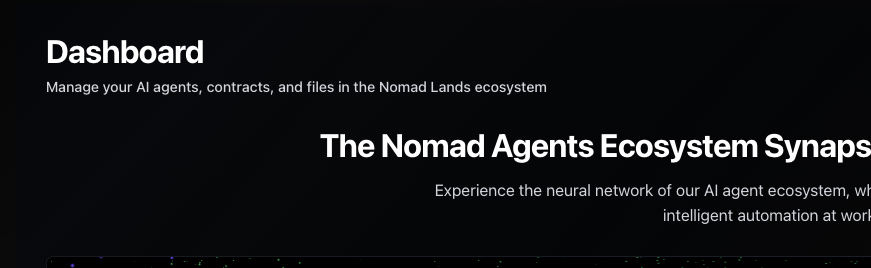 Dashboard
Manage your AI agents, contracts, and files in the Nomad Lands ecosystem
The Nomad Agents Ecosystem Synaps
Experience the neural network of our AI agent ecosystem, wh
intelligent automation at work